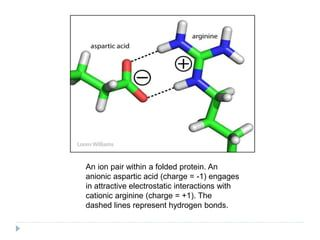 arginine
aspartic acid
+
−
Loren Williams
An ion pair within a folded protein. An
anionic aspartic acid (charge = -1) engages
in attractive electrostatic interactions with
cationic arginine (charge = +1). The
dashed lines represent hydrogen bonds.